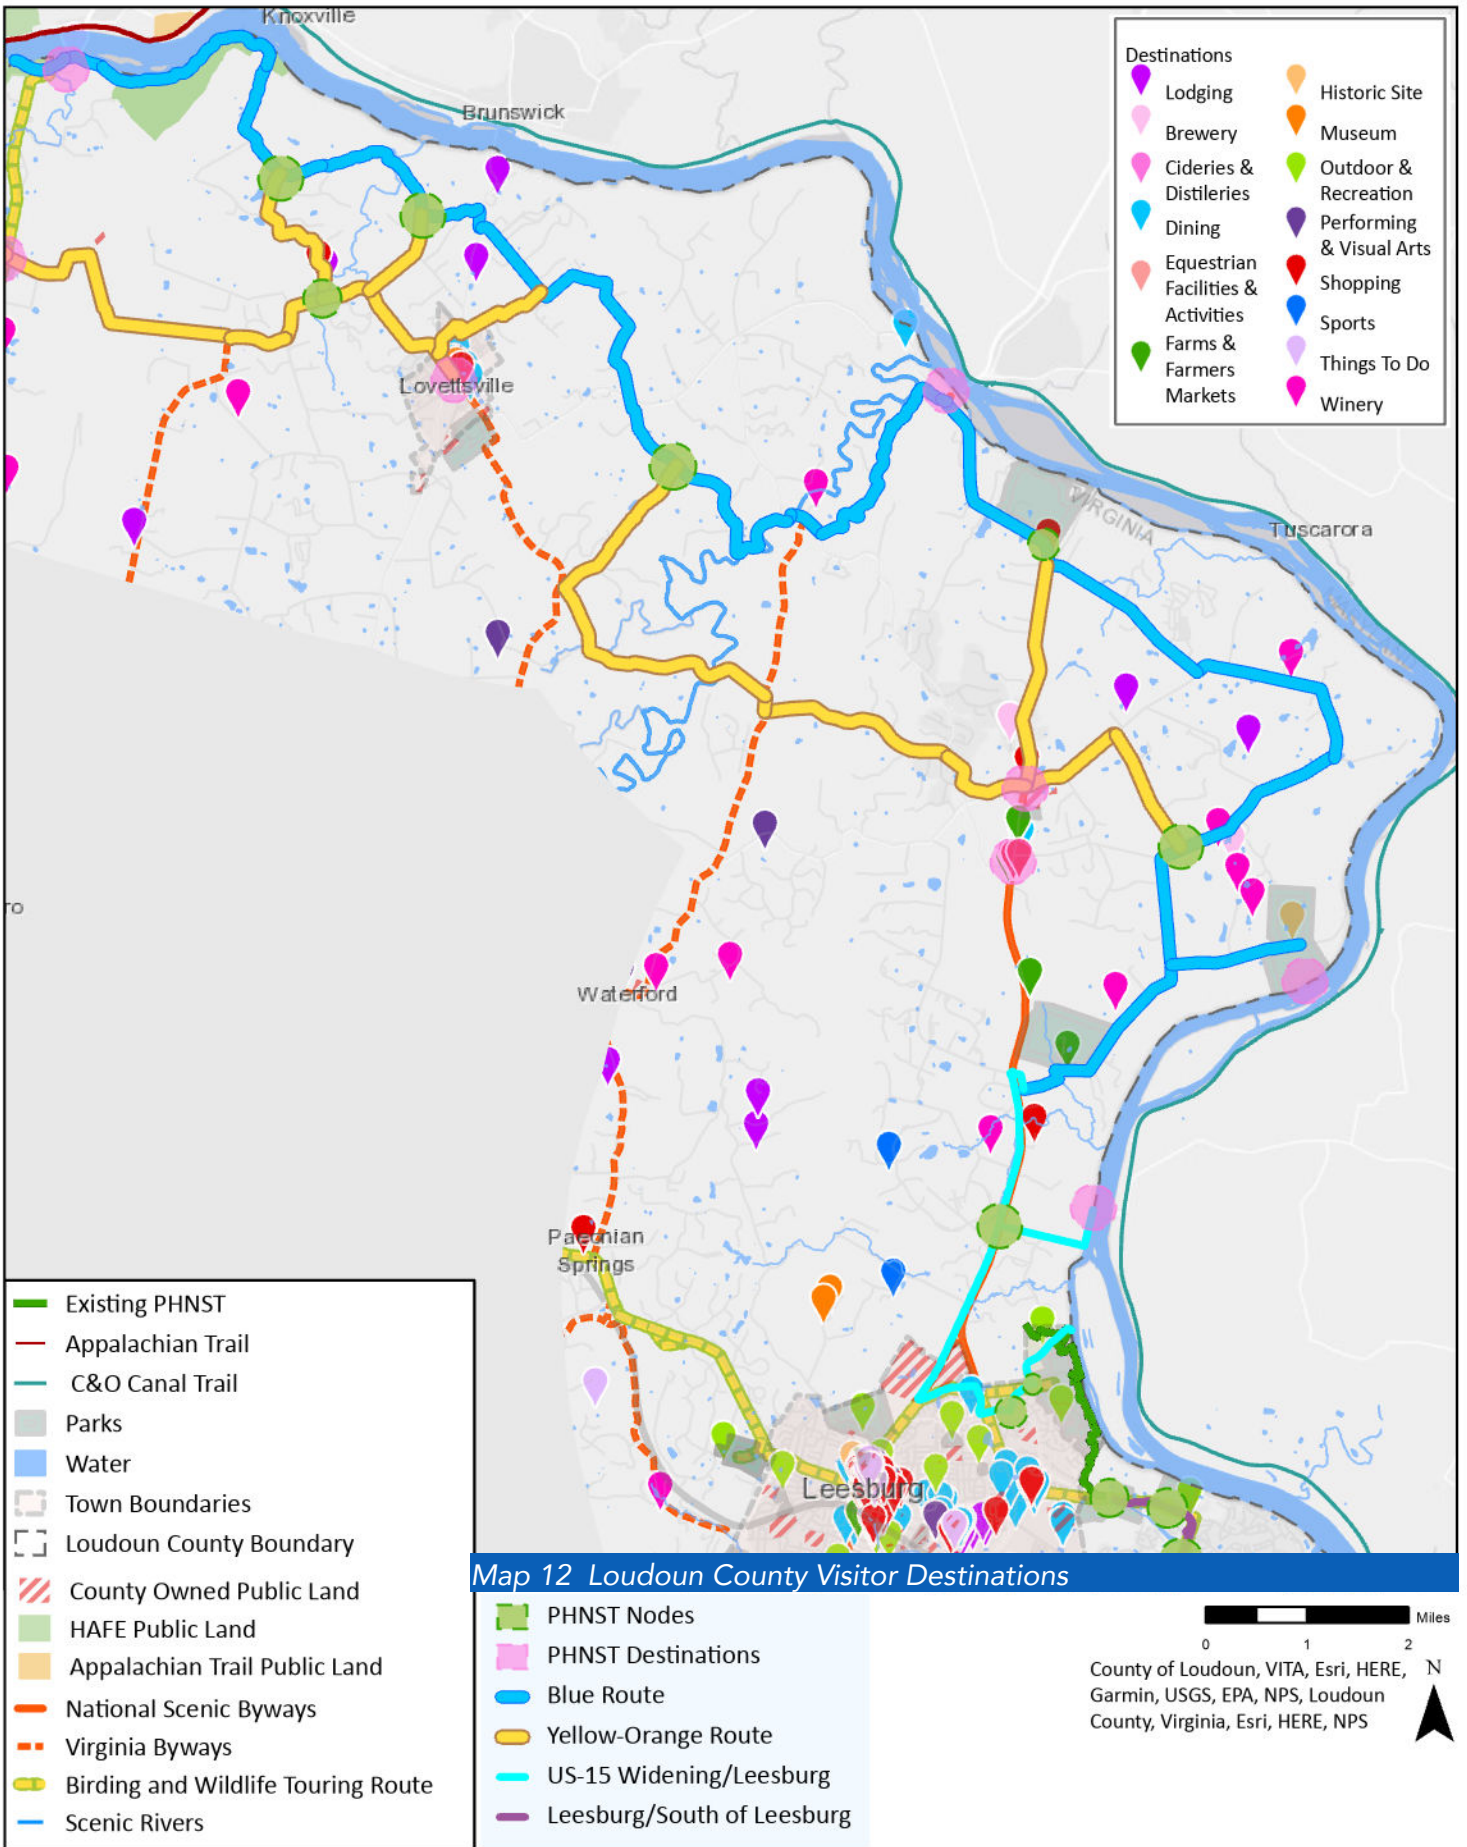 Knoxville
Brunswick
Destinations
Lodging
Brewery
Cideries &
Distileries
Dining
Equestrian
Facilities &
Activities
Farms &
Farmers
Markets
Historic Site
Museum
Outdoor &
Recreation
Performing
& Visual Arts
Shopping
Sports
Things To Do
Winery
Lovettsville
VIRGINIA
Tuscarora
ro
Waterford
Paeonian
Springs
Leesburg
Existing PHNST
Appalachian Trail
C&O Canal Trail
Parks
Water
Town Boundaries
Loudoun County Boundary
County Owned Public Land
HAFE Public Land
Appalachian Trail Public Land
National Scenic Byways
Virginia Byways
Birding and Wildlife Touring Route
Scenic Rivers
Map 12 Loudoun County Visitor Destinations
PHNST Nodes
PHNST Destinations
Blue Route
Yellow-Orange Route
US-15 Widening/Leesburg
Leesburg/South of Leesburg
Miles
0 1 2
County of Loudoun, VITA, Esri, HERE,
Garmin, USGS, EPA, NPS, Loudoun
County, Virginia, Esri, HERE, NPS
N